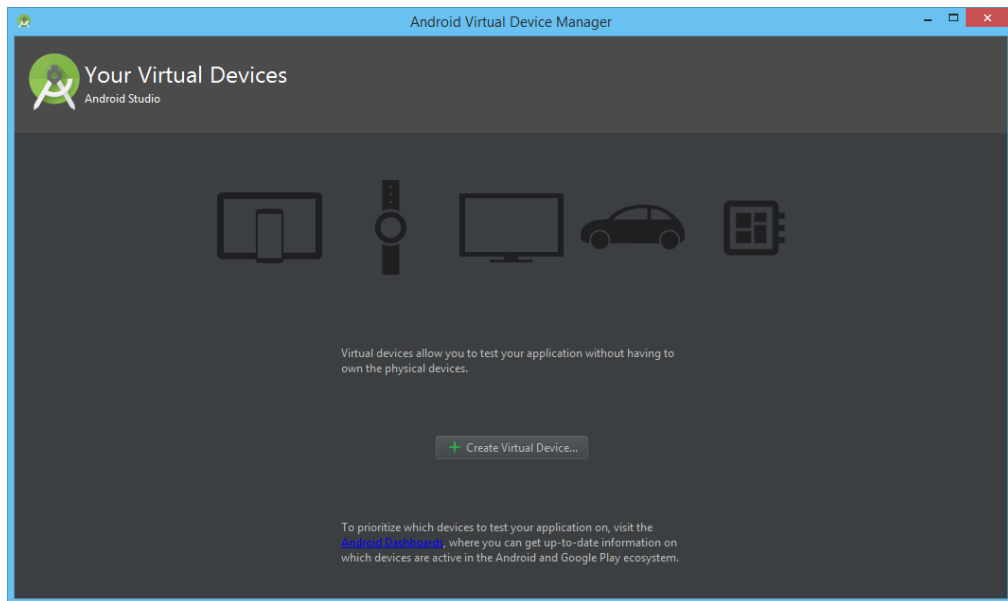 Android Virtual Device Manager
Your Virtual Devices
Android Studio
Virtual devices allow you to test your application without having to
own the physical devices.
+ Create Virtual Device...
To prioritize which devices to test your application on, visit the
Android Dashboards, where you can get up-to-date information on
which devices are active in the Android and Google Play ecosystem.